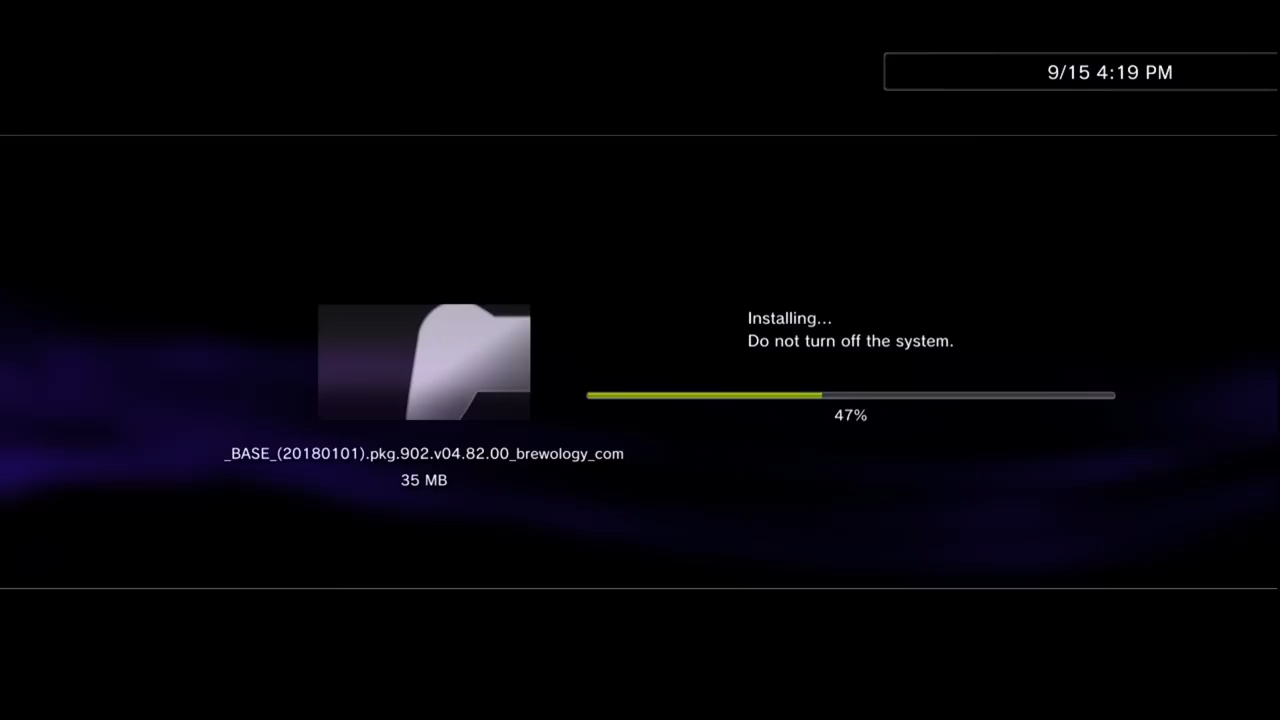 9/15 4:19 PM
Installing...
Do not turn off the system.
47%
_BASE_(20180101).pkg.902.v04.82.00_brewology_com
35 MB